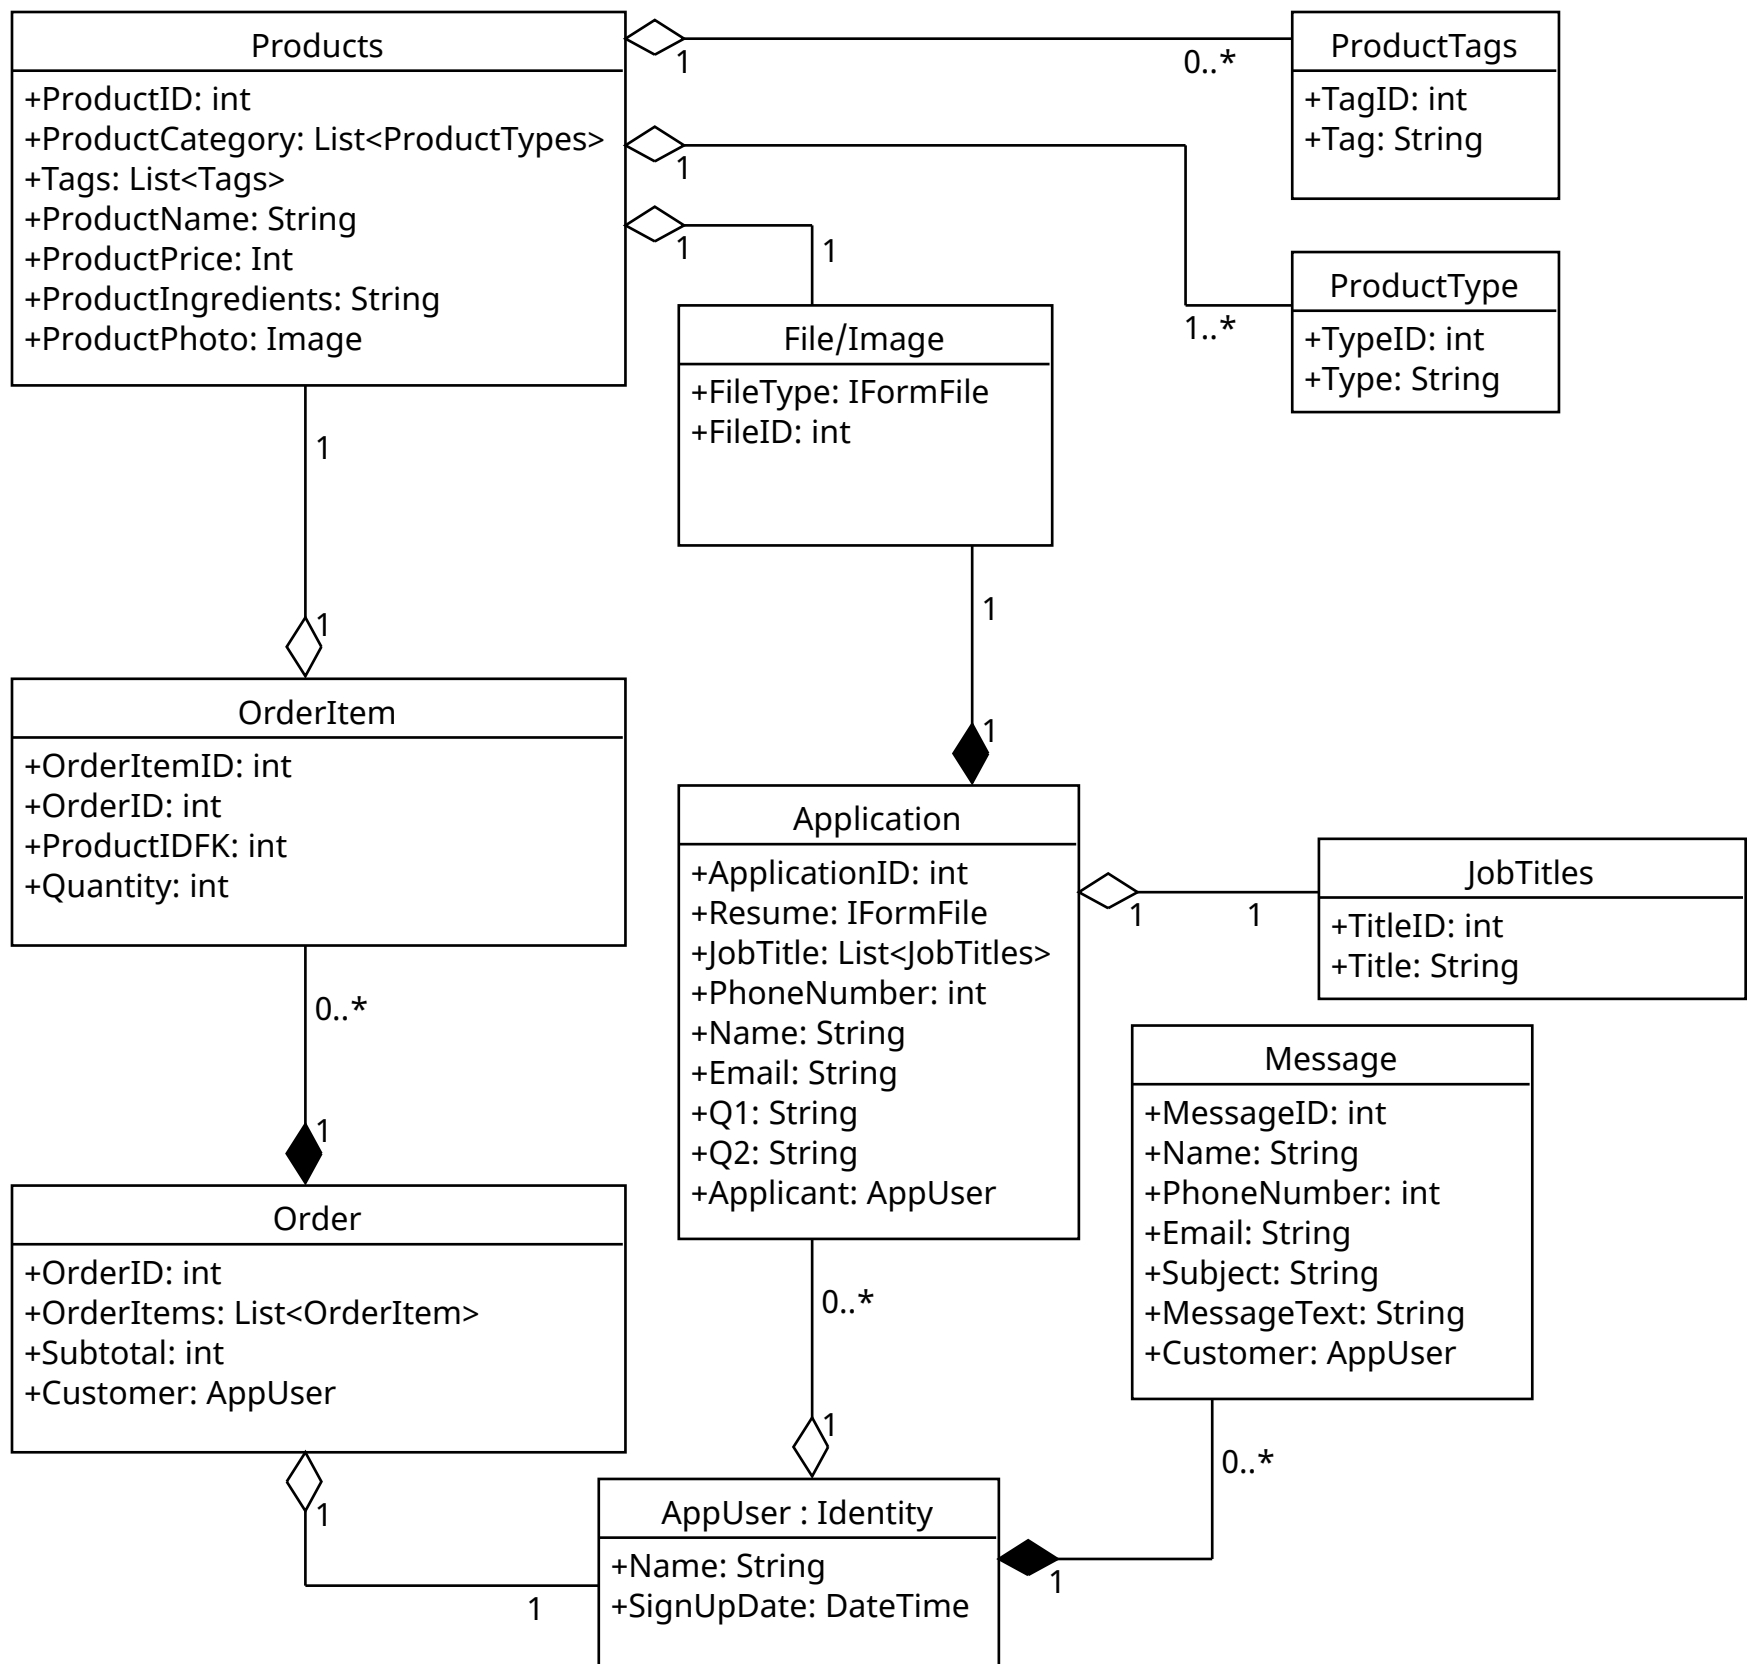 Products
+ProductID: int
+ProductCategory: List<ProductTypes>
+Tags: List<Tags>
+ProductName: String
+ProductPrice: Int
+ProductIngredients: String
+ProductPhoto: Image
1
0..*
1
1..*
1
1
ProductTags
+TagID: int
+Tag: String
ProductType
+TypeID: int
+Type: String
File/Image
+FileType: IFormFile
+FileID: int
1
1
1
1
OrderItem
+OrderItemID: int
+OrderID: int
+ProductIDFK: int
+Quantity: int
0..*
1
Application
+ApplicationID: int
+Resume: IFormFile
+JobTitle: List<JobTitles>
+PhoneNumber: int
+Name: String
+Email: String
+Q1: String
+Q2: String
+Applicant: AppUser
1
1
JobTitles
+TitleID: int
+Title: String
Message
+MessageID: int
+Name: String
+PhoneNumber: int
+Email: String
+Subject: String
+MessageText: String
+Customer: AppUser
Order
+OrderID: int
+OrderItems: List<OrderItem>
+Subtotal: int
+Customer: AppUser
0..*
1
0..*
1
1
1
AppUser : Identity
+Name: String
+SignUpDate: DateTime